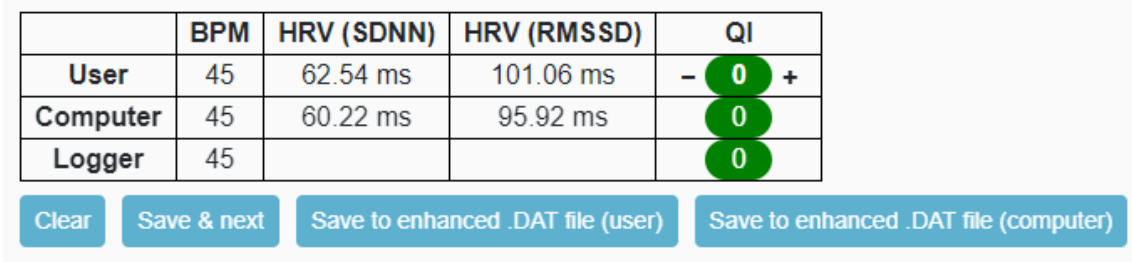 BPM HRV (SDNN) HRV (RMSSD) QI
User 45 62.54 ms 101.06 ms - 0 +
Computer 45 60.22 ms 95.92 ms 0
Logger 45 0
Clear Save & next Save to enhanced .DAT file (user) Save to enhanced .DAT file (computer)